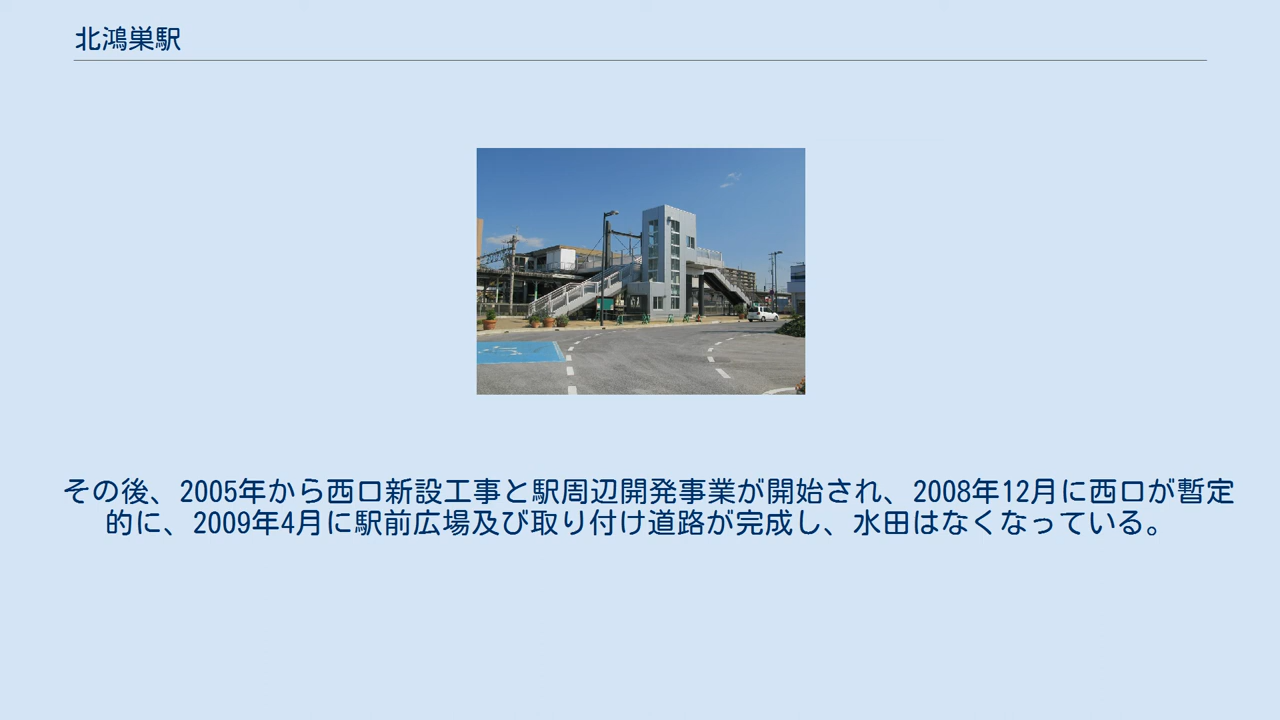 北鴻巣駅
その後、2005年から西口新設工事と駅周辺開発事業が開始され、2008年12月に西口が暫定
的に、2009年4月に駅前広場及び取り付け道路が完成し、水田はなくなっている。